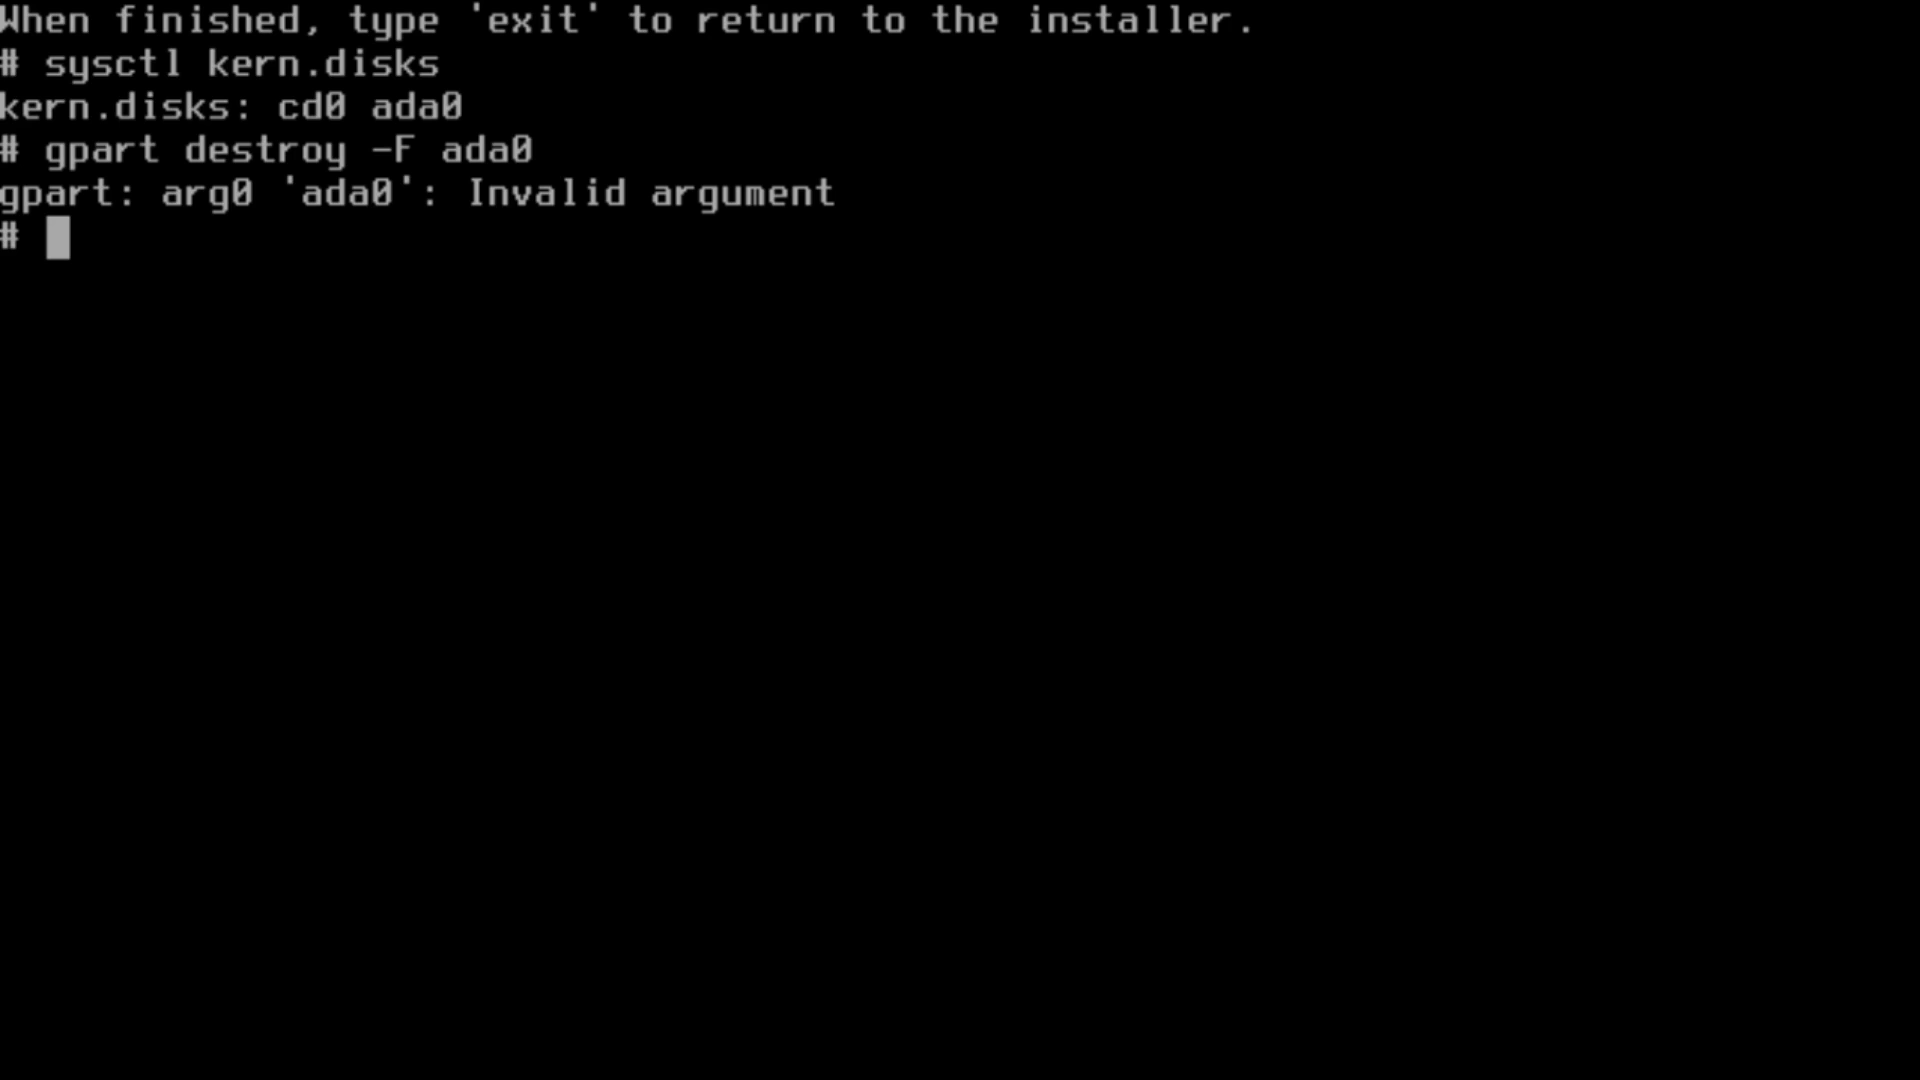 When finished, type 'exit' to return to the installer.
# sysctl kern.disks
kern.disks: cd0 ada0
# gpart destroy -F ada0
gpart: arg0 'ada0': Invalid argument
#